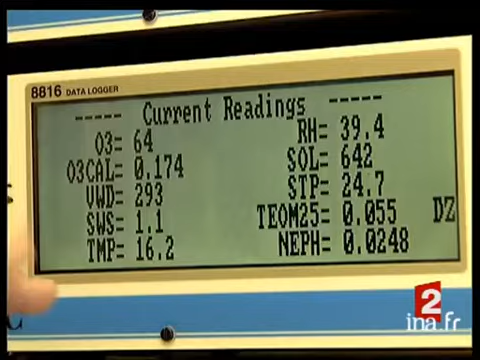 8816 DATA LOGGER
----- Current Readings -----
O3= 64
O3CAL= 0.174
VWD= 293
SWS= 1.1
TMP= 16.2
RH= 39.4
SOL= 642
STP= 24.7
TEOM25= 0.055 DZ
NEPH= 0.0248
2
ina.fr